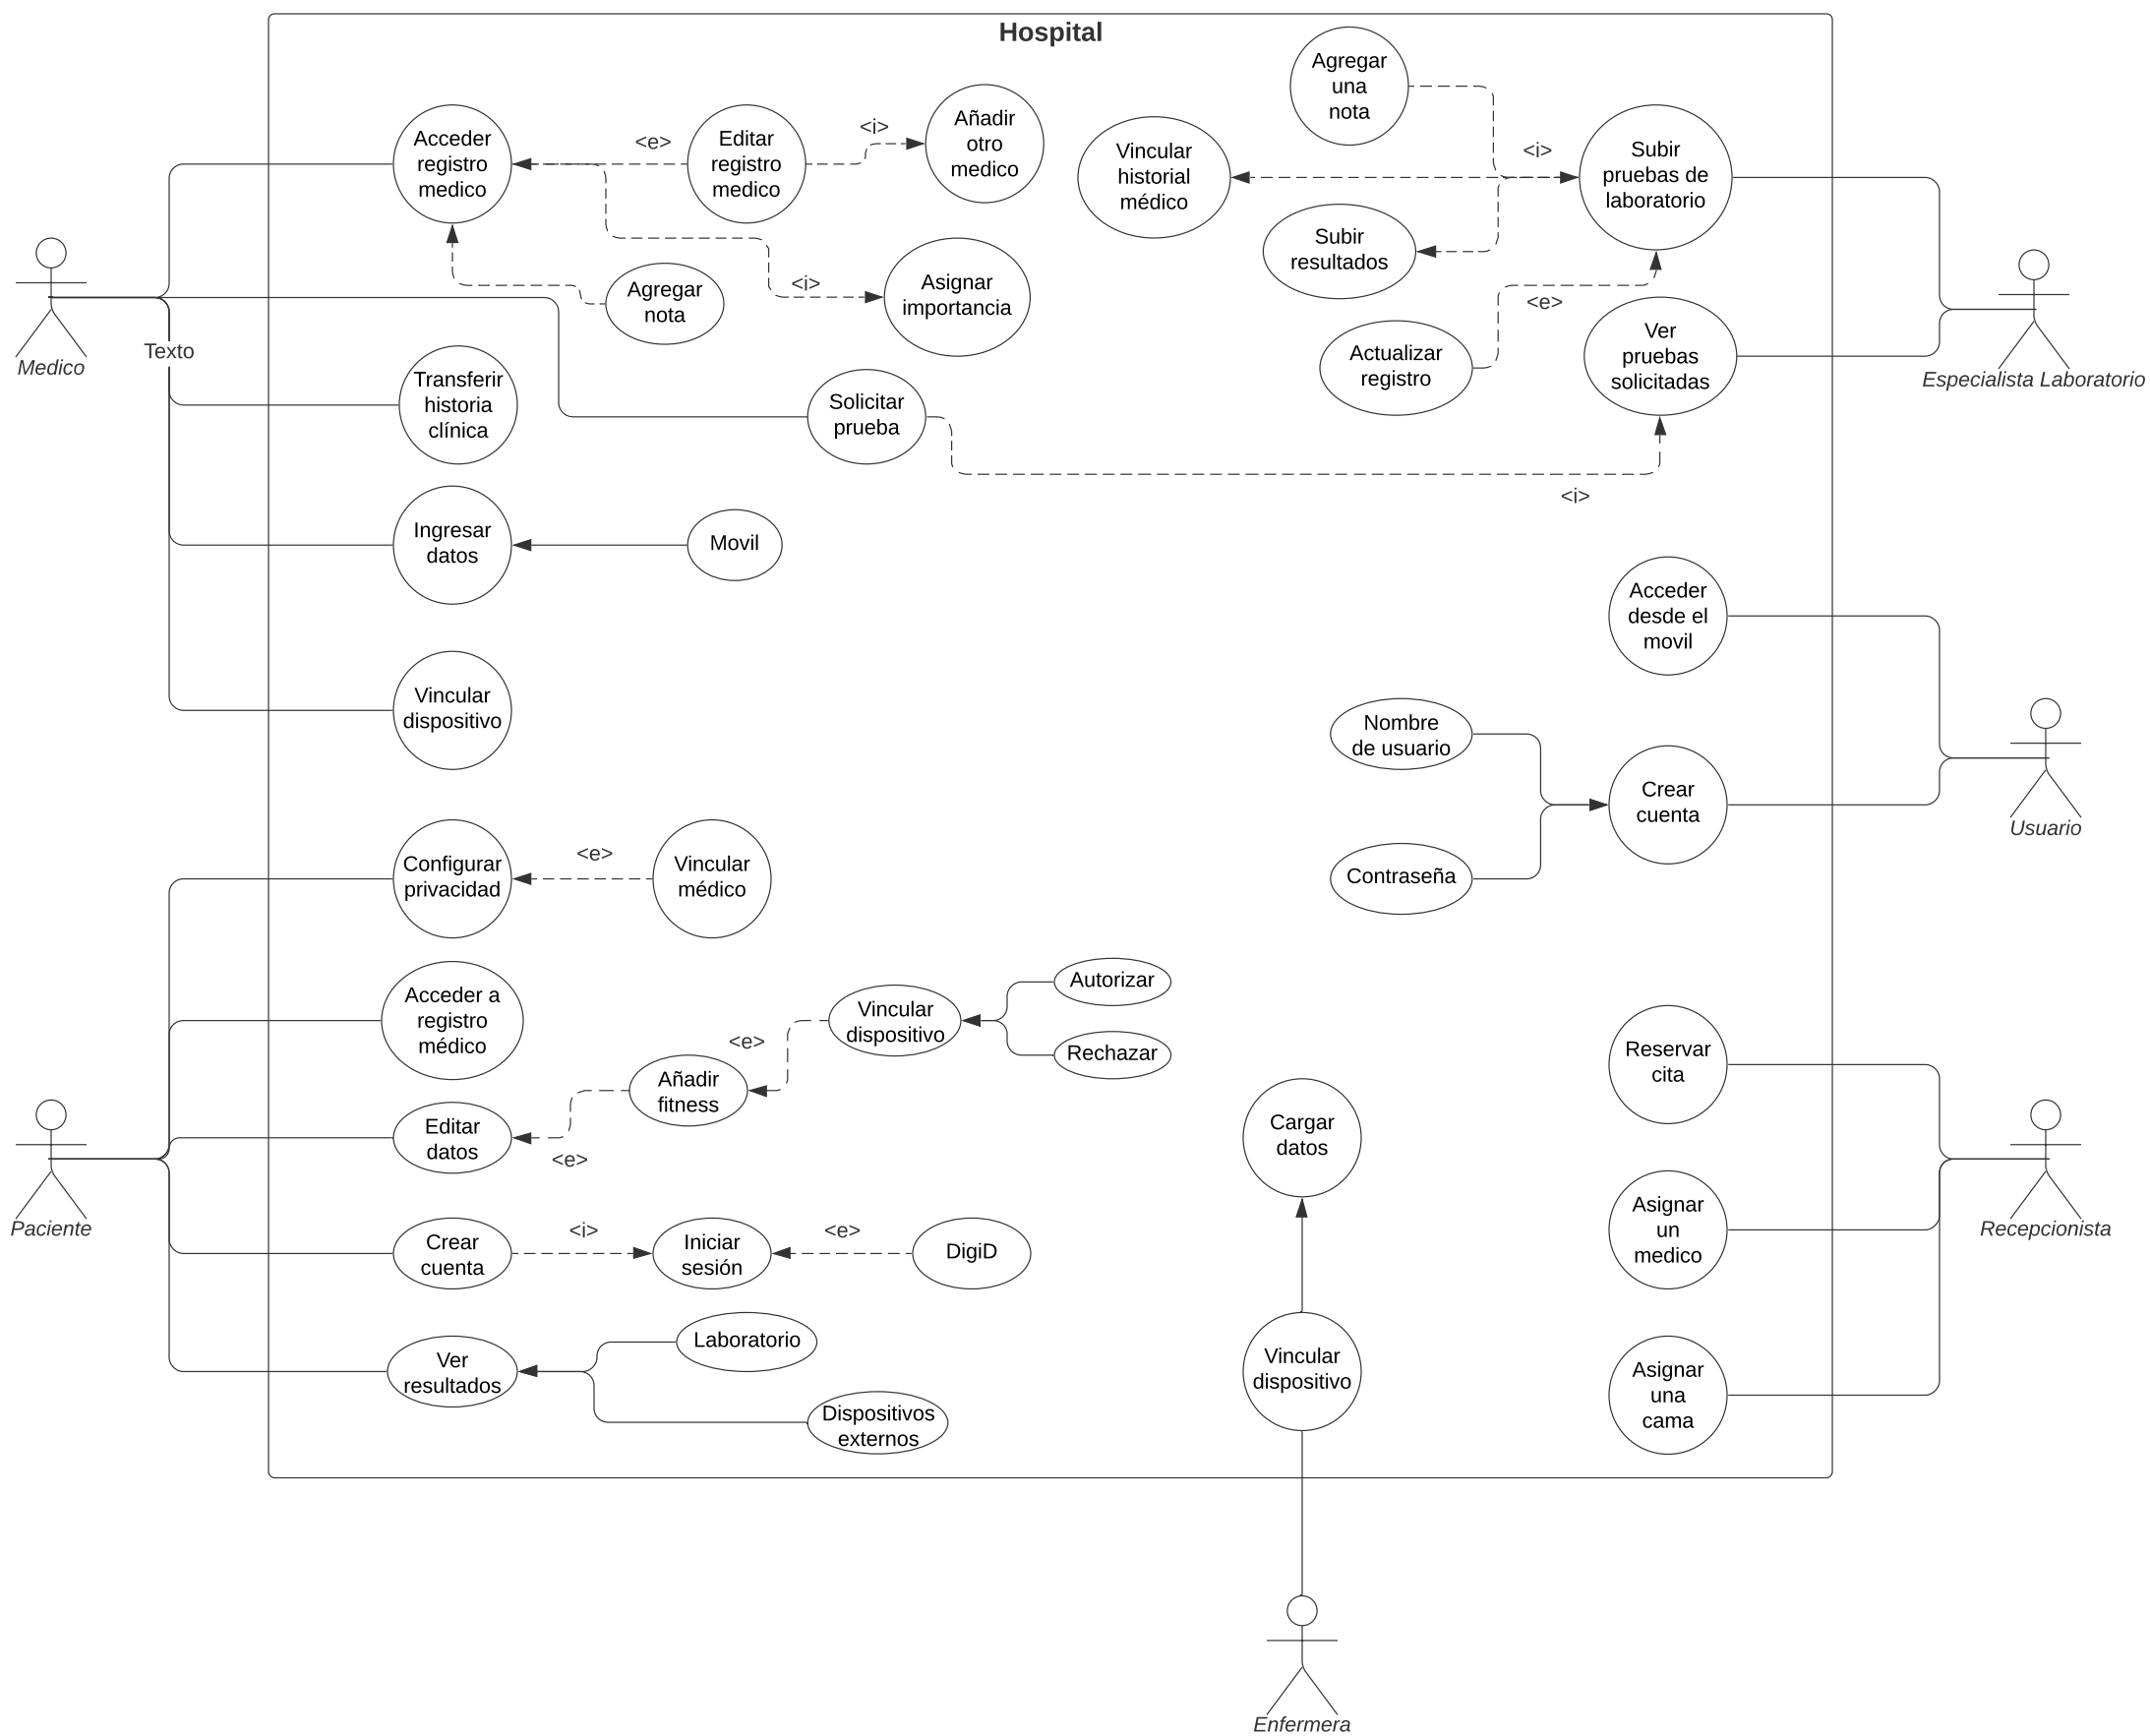 Hospital
Agregar
una
nota
Acceder
registro
medico
<e>
Editar
registro
medico
<i>
Añadir
otro
medico
Vincular
historial
médico
<i>
Subir
pruebas de
laboratorio
Subir
resultados
Agregar
nota
<i>
Asignar
importancia
<e>
Medico
Texto
Actualizar
registro
Ver
pruebas
solicitadas
Especialista Laboratorio
Transferir
historia
clínica
Solicitar
prueba
<i>
Ingresar
datos
Movil
Acceder
desde el
movil
Vincular
dispositivo
Nombre
de usuario
Crear
cuenta
Usuario
Configurar
privacidad
<e>
Vincular
médico
Contraseña
Acceder a
registro
médico
Vincular
dispositivo
Autorizar
Rechazar
<e>
Añadir
fitness
Reservar
cita
Editar
datos
<e>
Cargar
datos
Paciente
Asignar
un
medico
Recepcionista
Crear
cuenta
<i>
Iniciar
sesión
<e>
DigiD
Ver
resultados
Laboratorio
Dispositivos
externos
Vincular
dispositivo
Asignar
una
cama
Enfermera